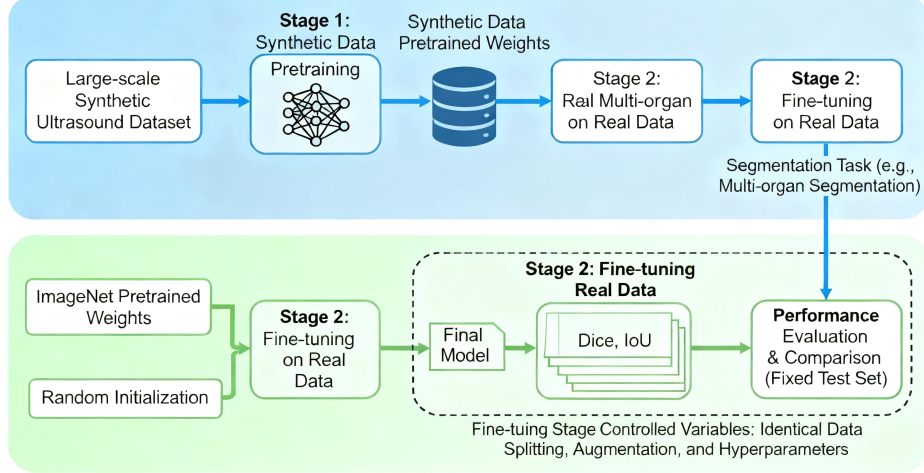 Large-scale
Synthetic
Ultrasound Dataset
Stage 1:
Synthetic Data
Pretraining
Synthetic Data
Pretrained Weights
Stage 2:
Rail Multi-organ
on Real Data
Stage 2:
Fine-tuning
on Real Data
Segmentation Task (e.g.,
Multi-organ Segmentation)
ImageNet Pretrained
Weights
Random Initialization
Stage 2:
Fine-tuning
on Real
Data
Stage 2: Fine-tuning
Real Data
Final
Model
Dice, IoU
Performance
Evaluation
& Comparison
(Fixed Test Set)
Fine-tuing Stage Controlled Variables: Identical Data
Splitting, Augmentation, and Hyperparameters